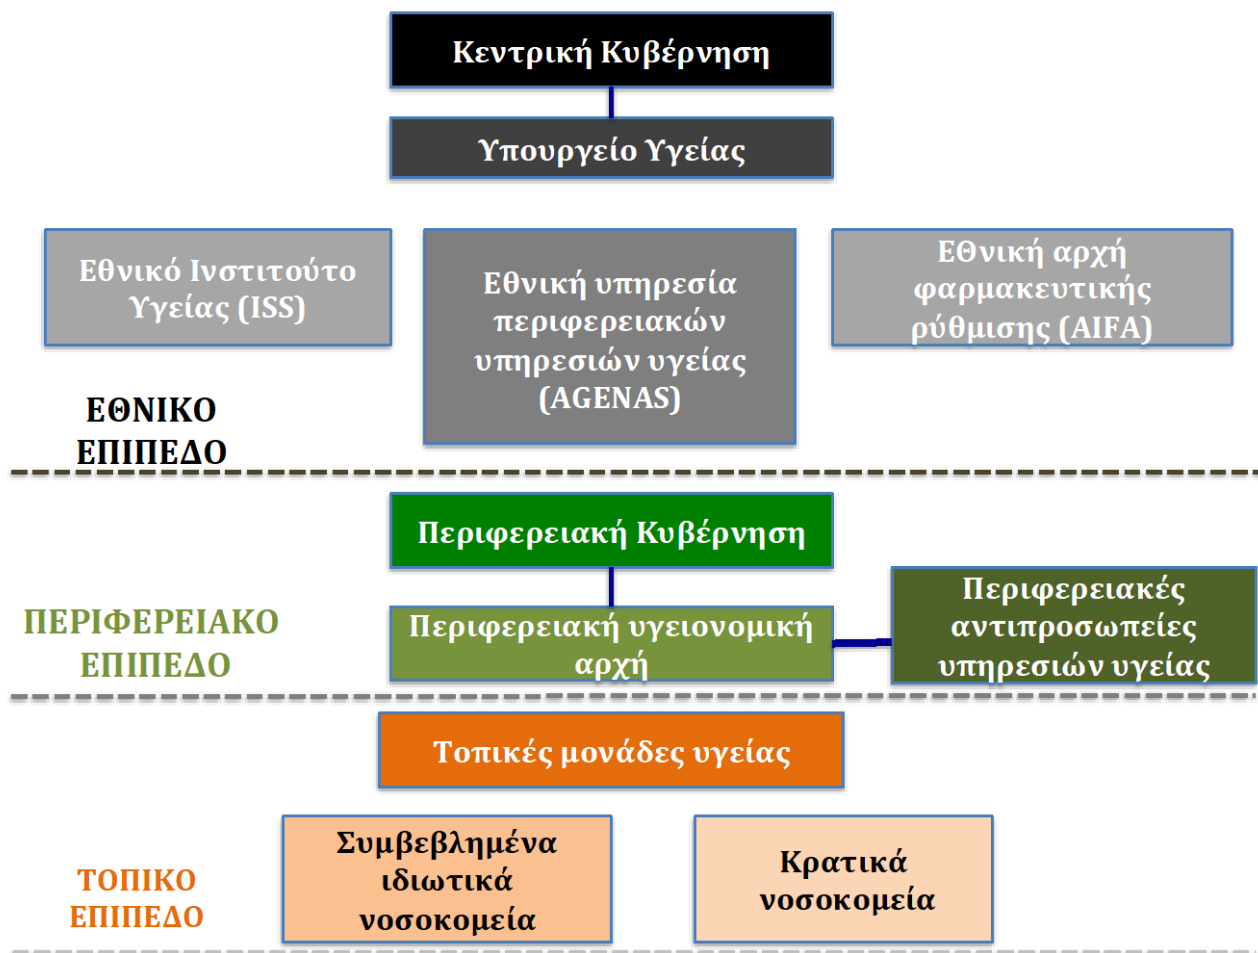 Κεντρική Κυβέρνηση
Υπουργείο Υγείας
Εθνικό Ινστιτούτο
Υγείας (ISS)
Εθνική υπηρεσία
περιφερειακών
υπηρεσιών υγείας
(AGENAS)
ΕΘνική αρχή
φαρμακευτικής
ρύθμισης (AIFA)
ΕΘΝΙΚΟ
ΕΠΙΠΕΔΟ
Περιφερειακή Κυβέρνηση
Περιφερειακή υγειονομική
αρχή
Περιφερειακές
αντιπροσωπείες
υπηρεσιών υγείας
ΠΕΡΙΦΕΡΕΙΑΚΟ
ΕΠΙΠΕΔΟ
Τοπικές μονάδες υγείας
Συμβεβλημένα
ιδιωτικά
νοσοκομεία
Κρατικά
νοσοκομεία
ΤΟΠΙΚΟ
ΕΠΙΠΕΔΟ